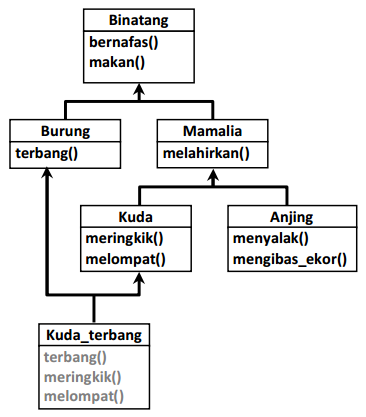 Binatang
bernafas()
makan()
Burung
terbang()
Mamalia
melahirkan()
Kuda
meringkik()
melompat()
Anjing
menyalak()
mengibas_ekor()
Kuda_terbang
terbang()
meringkik()
melompat()